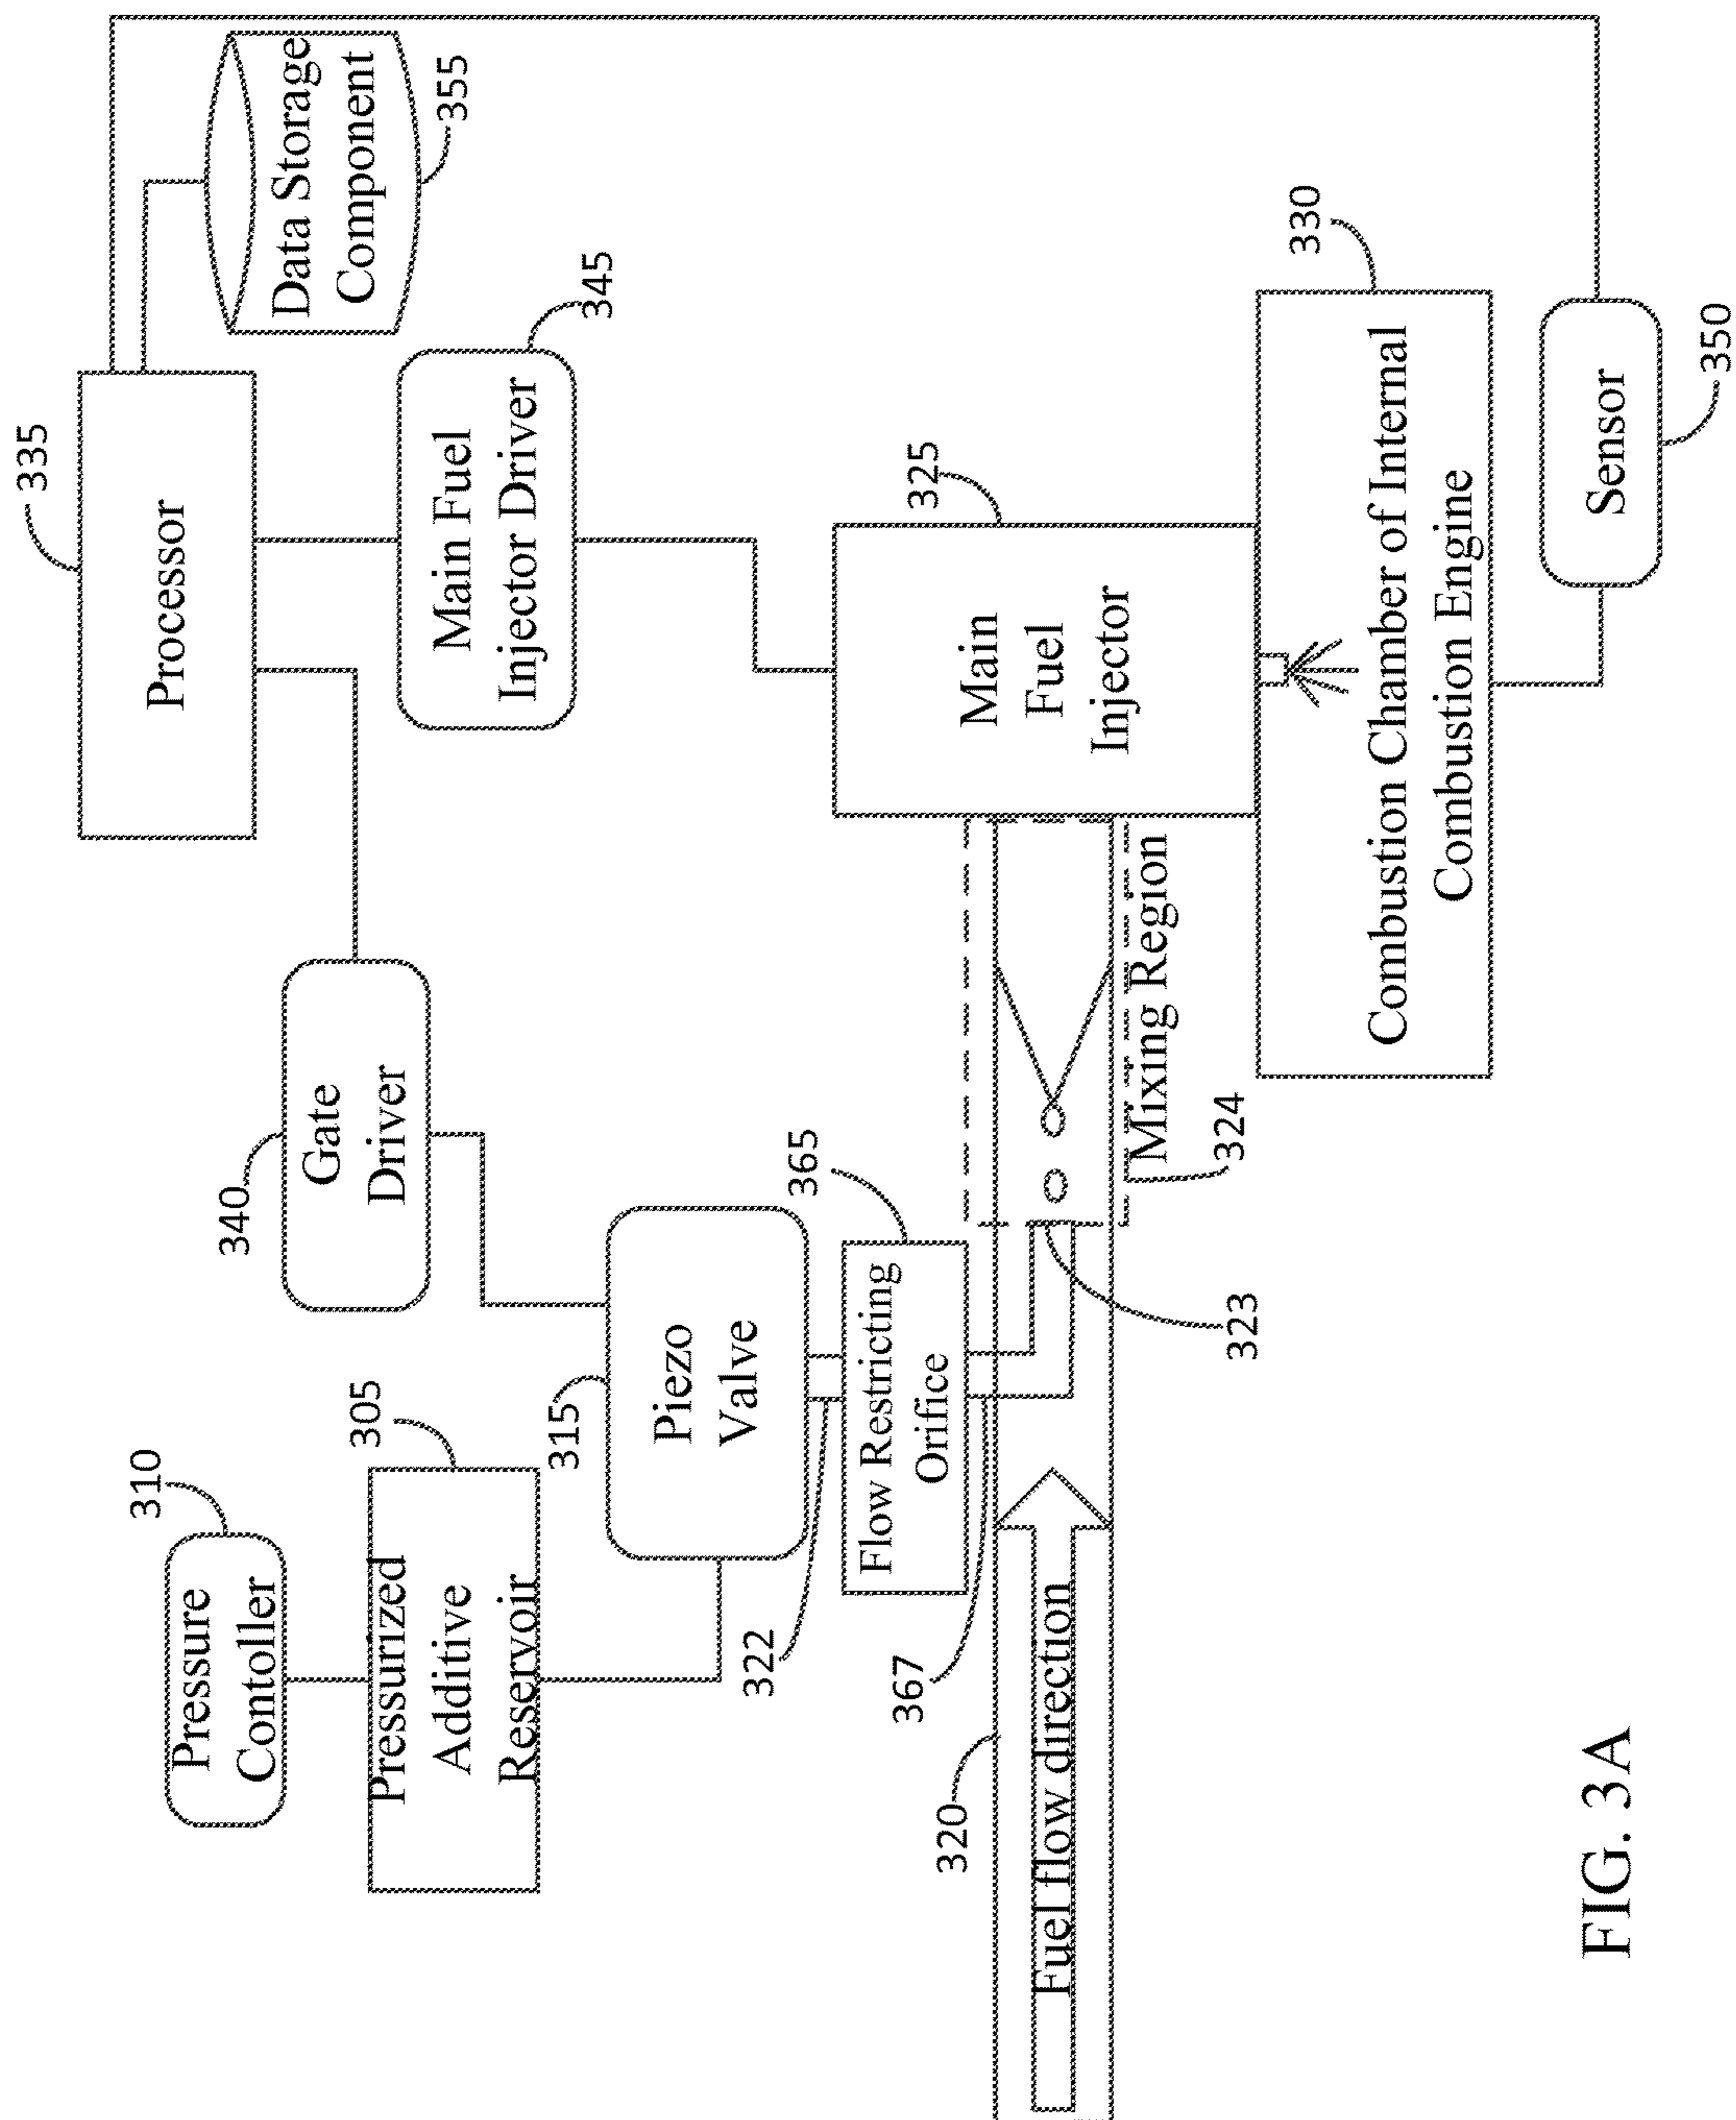 335
Processor
Data Storage
Component
355
310
Pressure
Contoller
340
Gate
Driver
Main Fuel
Injector Driver
345
305
Pressurized
Additive
Reservoir
315
Piezo
Valve
322
365
Flow Restricting
Orifice
367
325
Main
Fuel
Injector
320
Fuel flow direction
323
Mixing Region
324
330
Combustion Chamber of Internal
Combustion Engine
Sensor
350
FIG. 3A